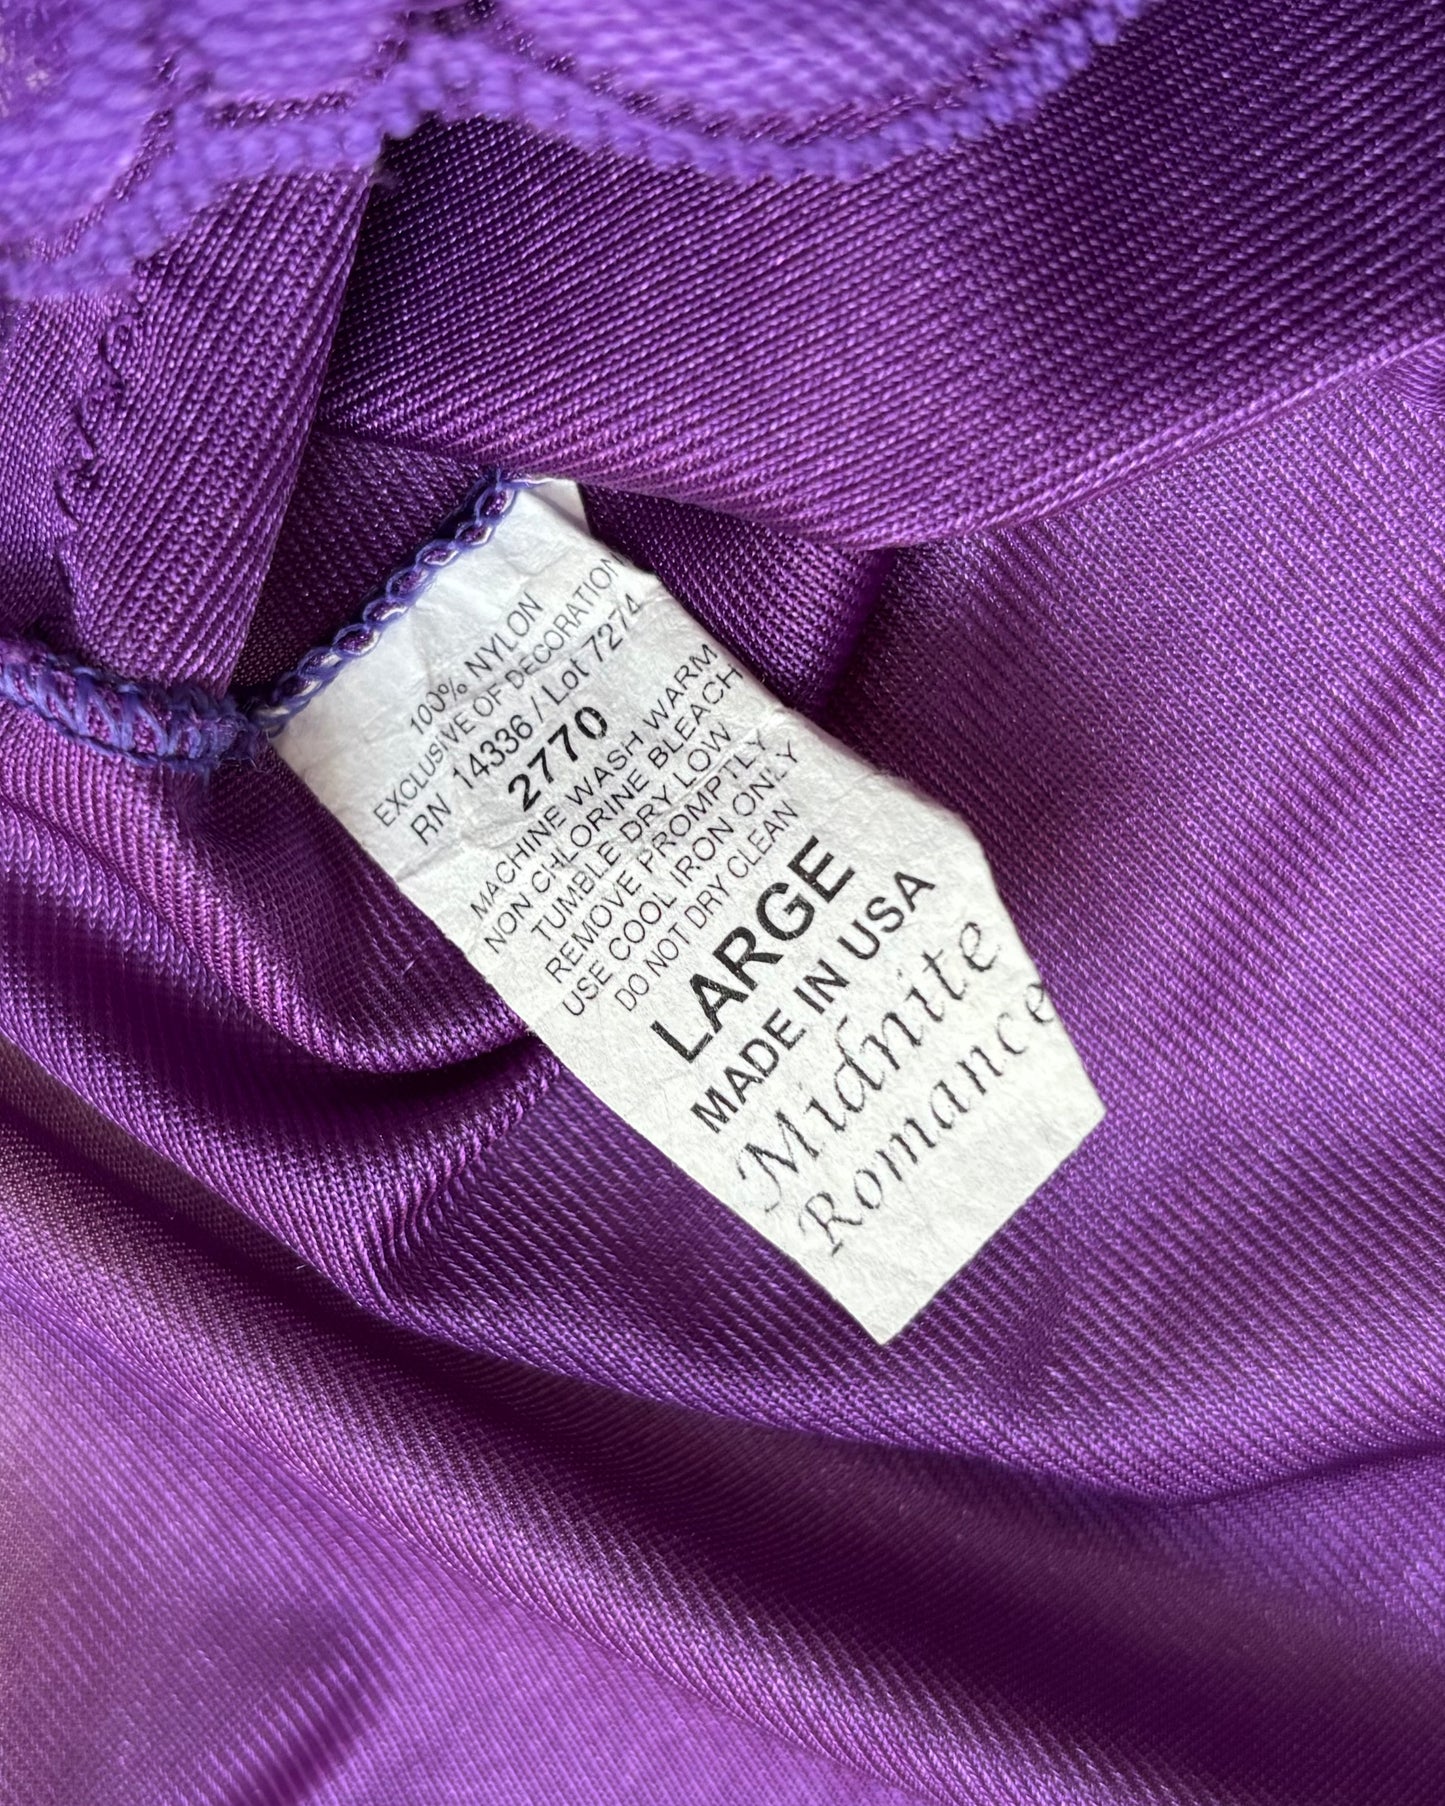 100% NYLON
EXCLUSIVE OF DECORATION
RN 14336 / Lot 7274
2770
MACHINE WASH WARM
NON CHLORINE BLEACH
TUMBLE DRY LOW
REMOVE PROMPTLY
USE COOL IRON ONLY
DO NOT DRY CLEAN
LARGE
MADE IN USA
Midnite
Romance